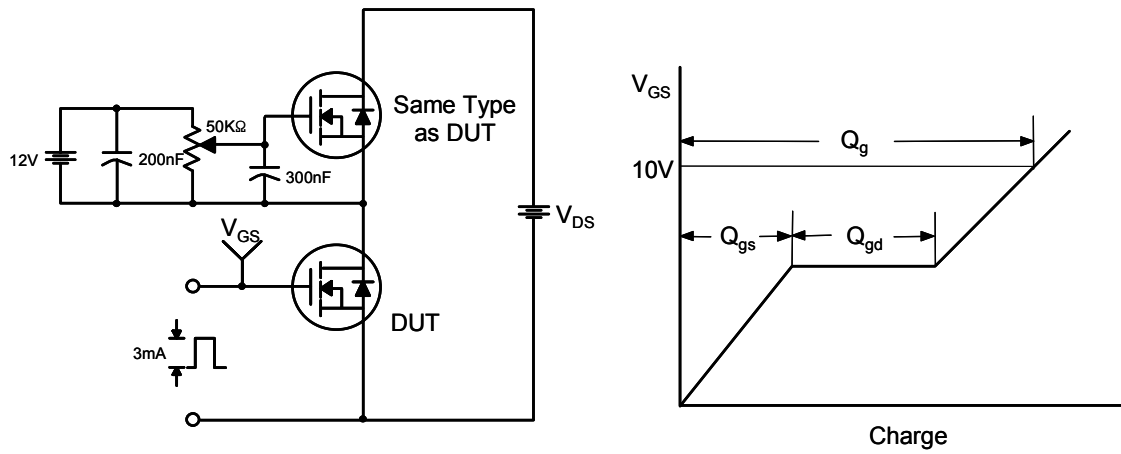 12V
200nF
50KΩ
300nF
Same Type
as DUT
V_DS
V_GS
DUT
3mA
V_GS
10V
Q_g
Q_gs
Q_gd
Charge